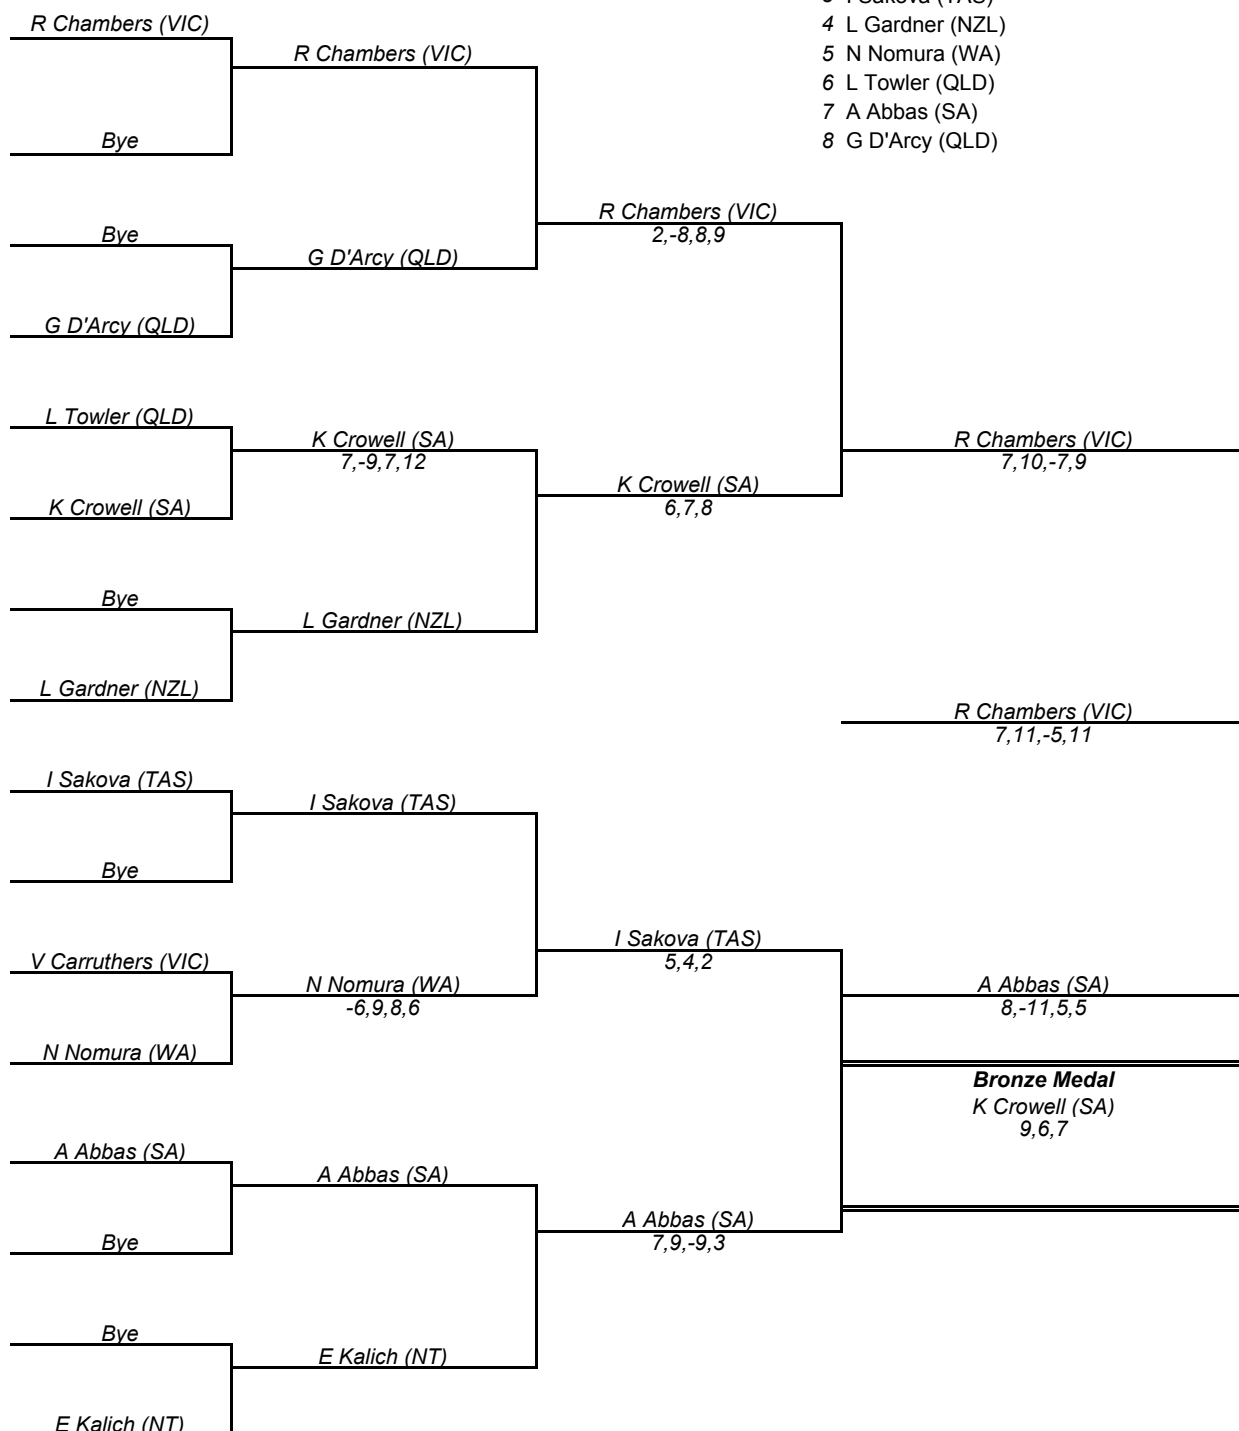 R Chambers (VIC)
Bye
Bye
G D'Arcy (QLD)
L Towler (QLD)
K Crowell (SA)
Bye
L Gardner (NZL)
I Sakova (TAS)
Bye
V Carruthers (VIC)
N Nomura (WA)
A Abbas (SA)
Bye
Bye
E Kalich (NT)
R Chambers (VIC)
G D'Arcy (QLD)
K Crowell (SA)
7,-9,7,12
L Gardner (NZL)
I Sakova (TAS)
N Nomura (WA)
-6,9,8,6
A Abbas (SA)
E Kalich (NT)
R Chambers (VIC)
2,-8,8,9
K Crowell (SA)
6,7,8
I Sakova (TAS)
5,4,2
A Abbas (SA)
7,9,-9,3
3 I Sakova (TAS)
4 L Gardner (NZL)
5 N Nomura (WA)
6 L Towler (QLD)
7 A Abbas (SA)
8 G D'Arcy (QLD)
R Chambers (VIC)
7,10,-7,9
R Chambers (VIC)
7,11,-5,11
A Abbas (SA)
8,-11,5,5
Bronze Medal
K Crowell (SA)
9,6,7